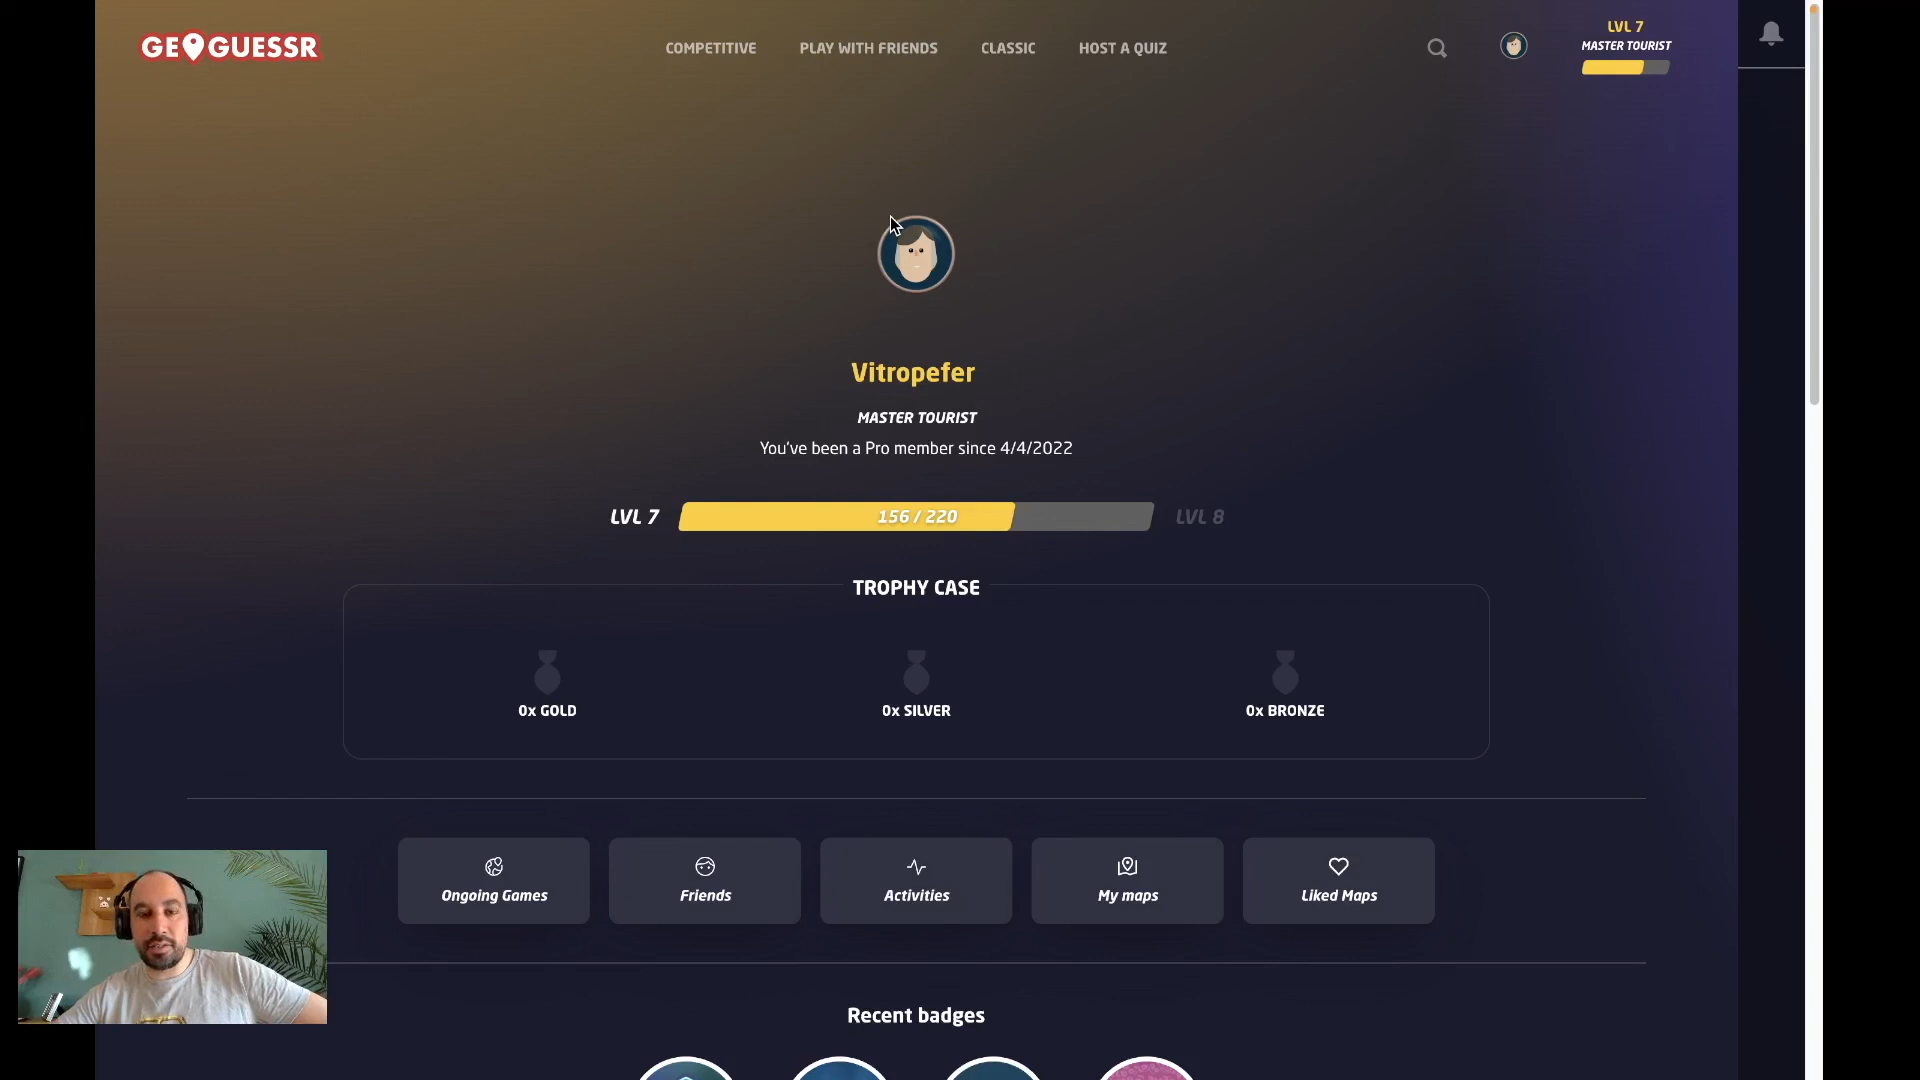 GEOGUESSR
COMPETITIVE
PLAY WITH FRIENDS
CLASSIC
HOST A QUIZ
LVL 7
MASTER TOURIST
Vitropefer
MASTER TOURIST
You've been a Pro member since 4/4/2022
LVL 7
156 / 220
LVL 8
TROPHY CASE
0x GOLD
0x SILVER
0x BRONZE
Ongoing Games
Friends
Activities
My maps
Liked Maps
Recent badges